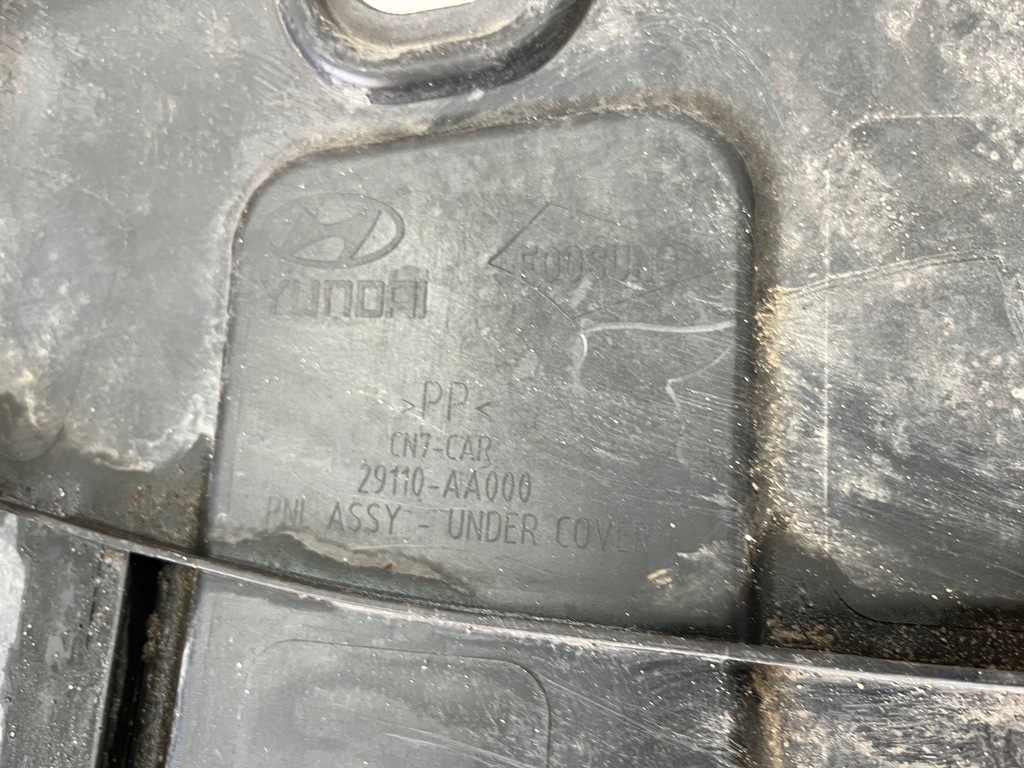 HYUNDAI
>PP<
CN7-CAR
29110-AA000
PNL ASSY - UNDER COVER